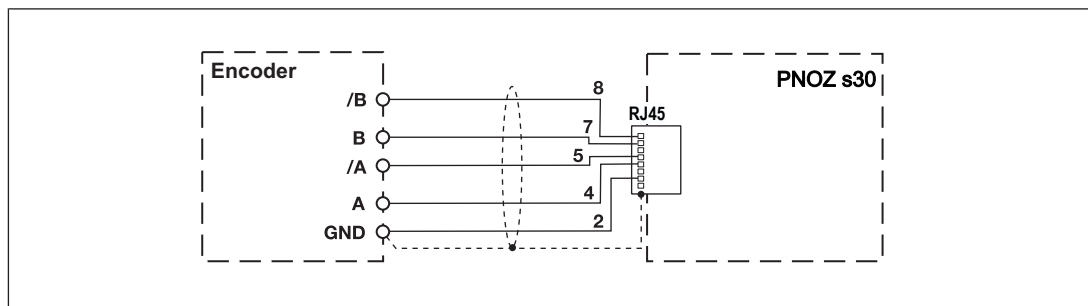 Encoder
PNOZ s30
RJ45
/B 8
B 7
/A 5
A 4
GND 2